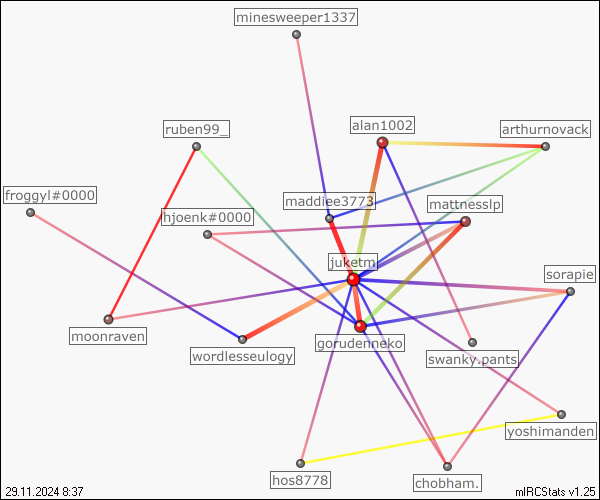 minesweeper1337
ruben99_
alan1002
arthurnovack
froggyl#0000
hjoenk#0000
maddiee3773
mattnesslp
juketm
sorapie
moonraven
wordlesseulogy
gorudenneko
swanky.pants
yoshimanden
hos8778
chobham.
29.11.2024 8:37
mIRCStats v1.25